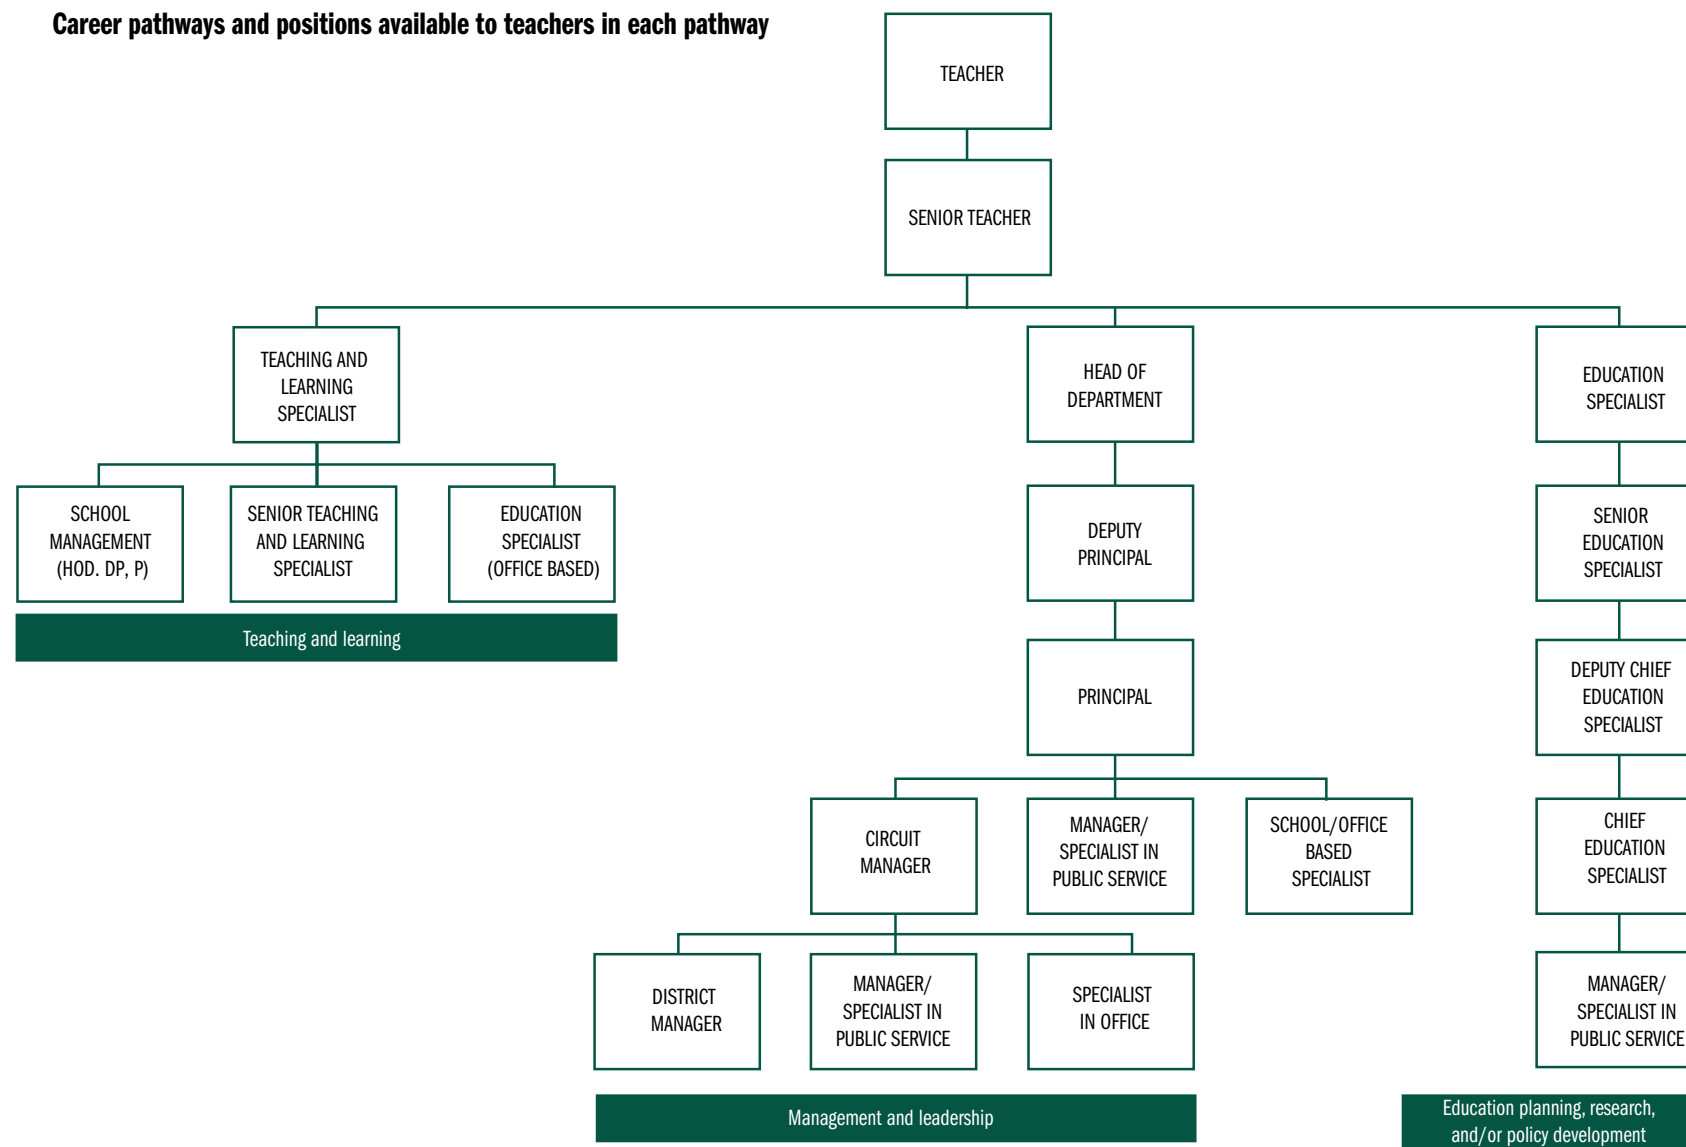 Career pathways and positions available to teachers in each pathway
TEACHER
SENIOR TEACHER
TEACHING AND
LEARNING
SPECIALIST
HEAD OF
DEPARTMENT
EDUCATION
SPECIALIST
SCHOOL
MANAGEMENT
(HOD. DP, P)
SENIOR TEACHING
AND LEARNING
SPECIALIST
EDUCATION
SPECIALIST
(OFFICE BASED)
DEPUTY
PRINCIPAL
SENIOR
EDUCATION
SPECIALIST
Teaching and learning
PRINCIPAL
DEPUTY CHIEF
EDUCATION
SPECIALIST
CIRCUIT
MANAGER
MANAGER/
SPECIALIST IN
PUBLIC SERVICE
SCHOOL/OFFICE
BASED
SPECIALIST
CHIEF
EDUCATION
SPECIALIST
DISTRICT
MANAGER
MANAGER/
SPECIALIST IN
PUBLIC SERVICE
SPECIALIST
IN OFFICE
MANAGER/
SPECIALIST IN
PUBLIC SERVICE
Management and leadership
Education planning, research,
and/or policy development